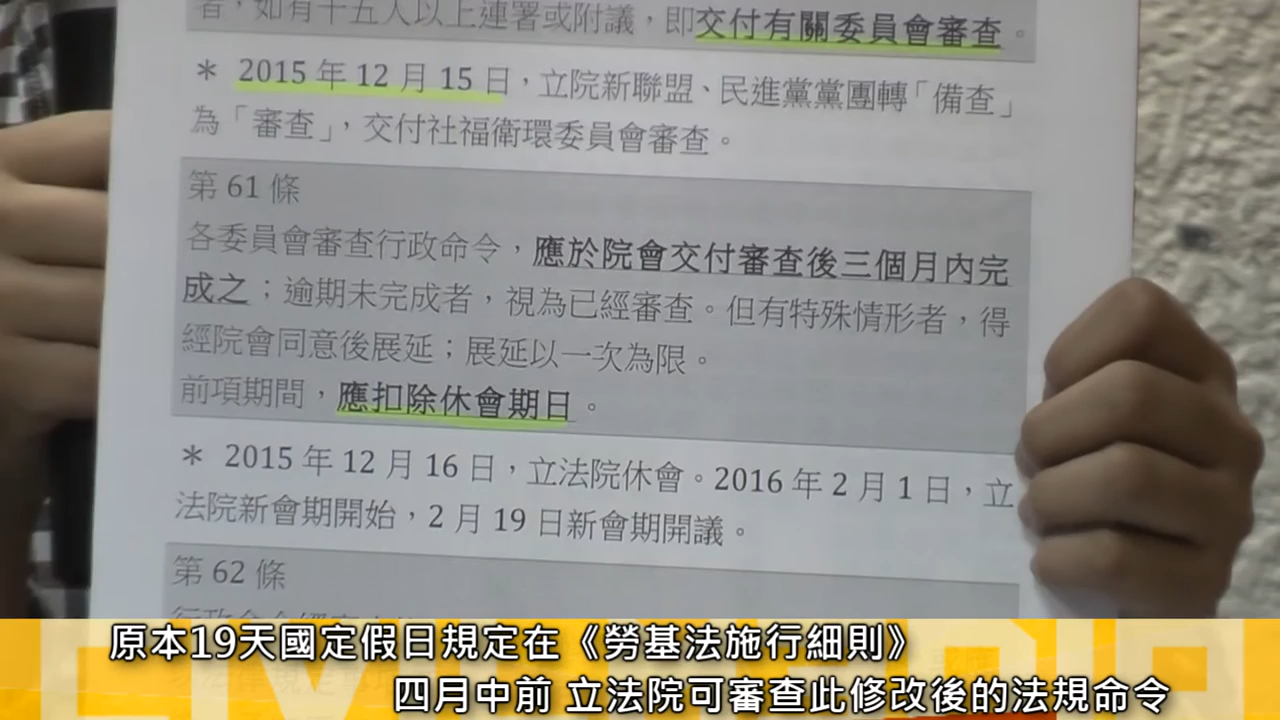 者，如有十五人以上連署或附議，即交付有關委員會審查。
＊ 2015 年 12 月 15 日，立院新聯盟、民進黨黨團轉「備查」
為「審查」，交付社福衛環委員會審查。
第 61 條
各委員會審查行政命令，應於院會交付審查後三個月內完
成之；逾期未完成者，視為已經審查。但有特殊情形者，得
經院會同意後展延；展延以一次為限。
前項期間，應扣除休會期日。
＊ 2015 年 12 月 16 日，立法院休會。2016 年 2 月 1 日，立
法院新會期開始，2 月 19 日新會期開議。
第 62 條
原本19天國定假日規定在《勞基法施行細則》
四月中前 立法院可審查此修改後的法規命令